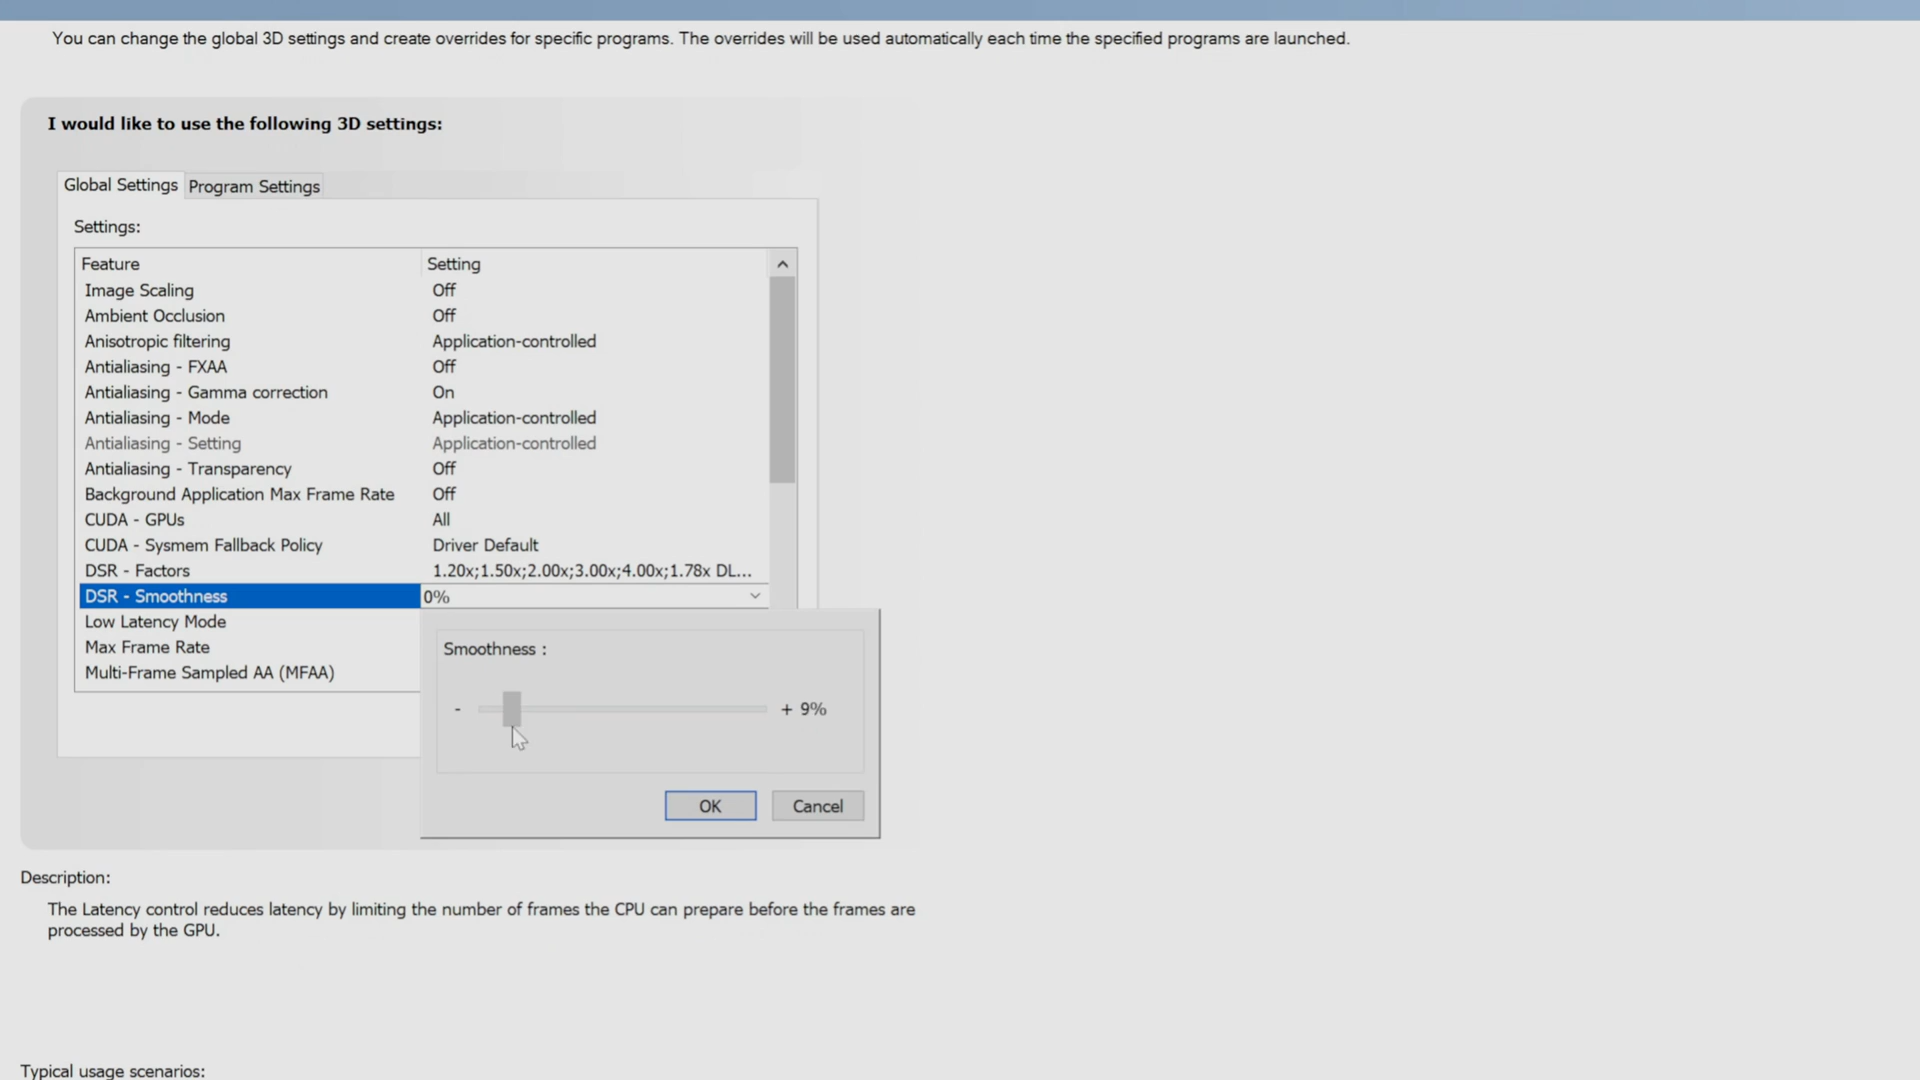 You can change the global 3D settings and create overrides for specific programs. The overrides will be used automatically each time the specified programs are launched.
I would like to use the following 3D settings:
Global Settings Program Settings
Settings:
Feature Setting
Image Scaling Off
Ambient Occlusion Off
Anisotropic filtering Application-controlled
Antialiasing - FXAA Off
Antialiasing - Gamma correction On
Antialiasing - Mode Application-controlled
Antialiasing - Setting Application-controlled
Antialiasing - Transparency Off
Background Application Max Frame Rate Off
CUDA - GPUs All
CUDA - Sysmem Fallback Policy Driver Default
DSR - Factors 1.20x;1.50x;2.00x;3.00x;4.00x;1.78x DL...
DSR - Smoothness 0%
Low Latency Mode
Max Frame Rate
Multi-Frame Sampled AA (MFAA)
Smoothness :
- + 9%
OK Cancel
Description:
The Latency control reduces latency by limiting the number of frames the CPU can prepare before the frames are
processed by the GPU.
Typical usage scenarios: